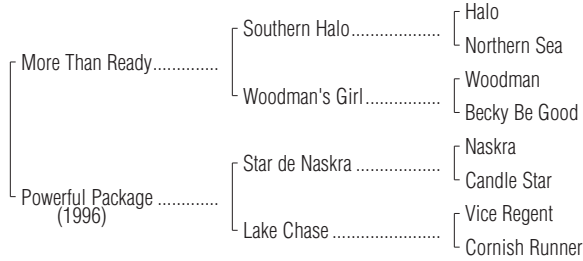 Halo
Southern Halo....................
Northern Sea
More Than Ready..............
Woodman
Woodman's Girl.................
Becky Be Good
Naskra
Star de Naskra...................
Candle Star
Powerful Package.............
(1996)
Vice Regent
Lake Chase........................
Cornish Runner